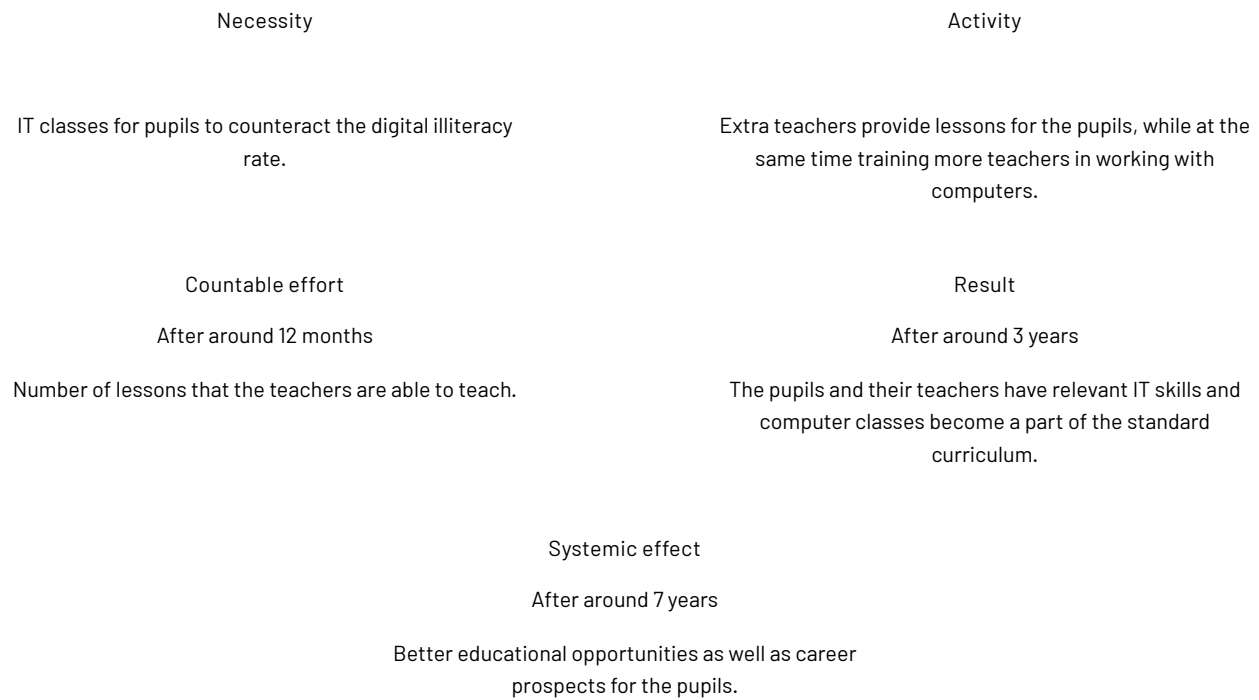 Necessity
IT classes for pupils to counteract the digital illiteracy
rate.
Activity
Extra teachers provide lessons for the pupils, while at the
same time training more teachers in working with
computers.
Countable effort
After around 12 months
Number of lessons that the teachers are able to teach.
Result
After around 3 years
The pupils and their teachers have relevant IT skills and
computer classes become a part of the standard
curriculum.
Systemic effect
After around 7 years
Better educational opportunities as well as career
prospects for the pupils.